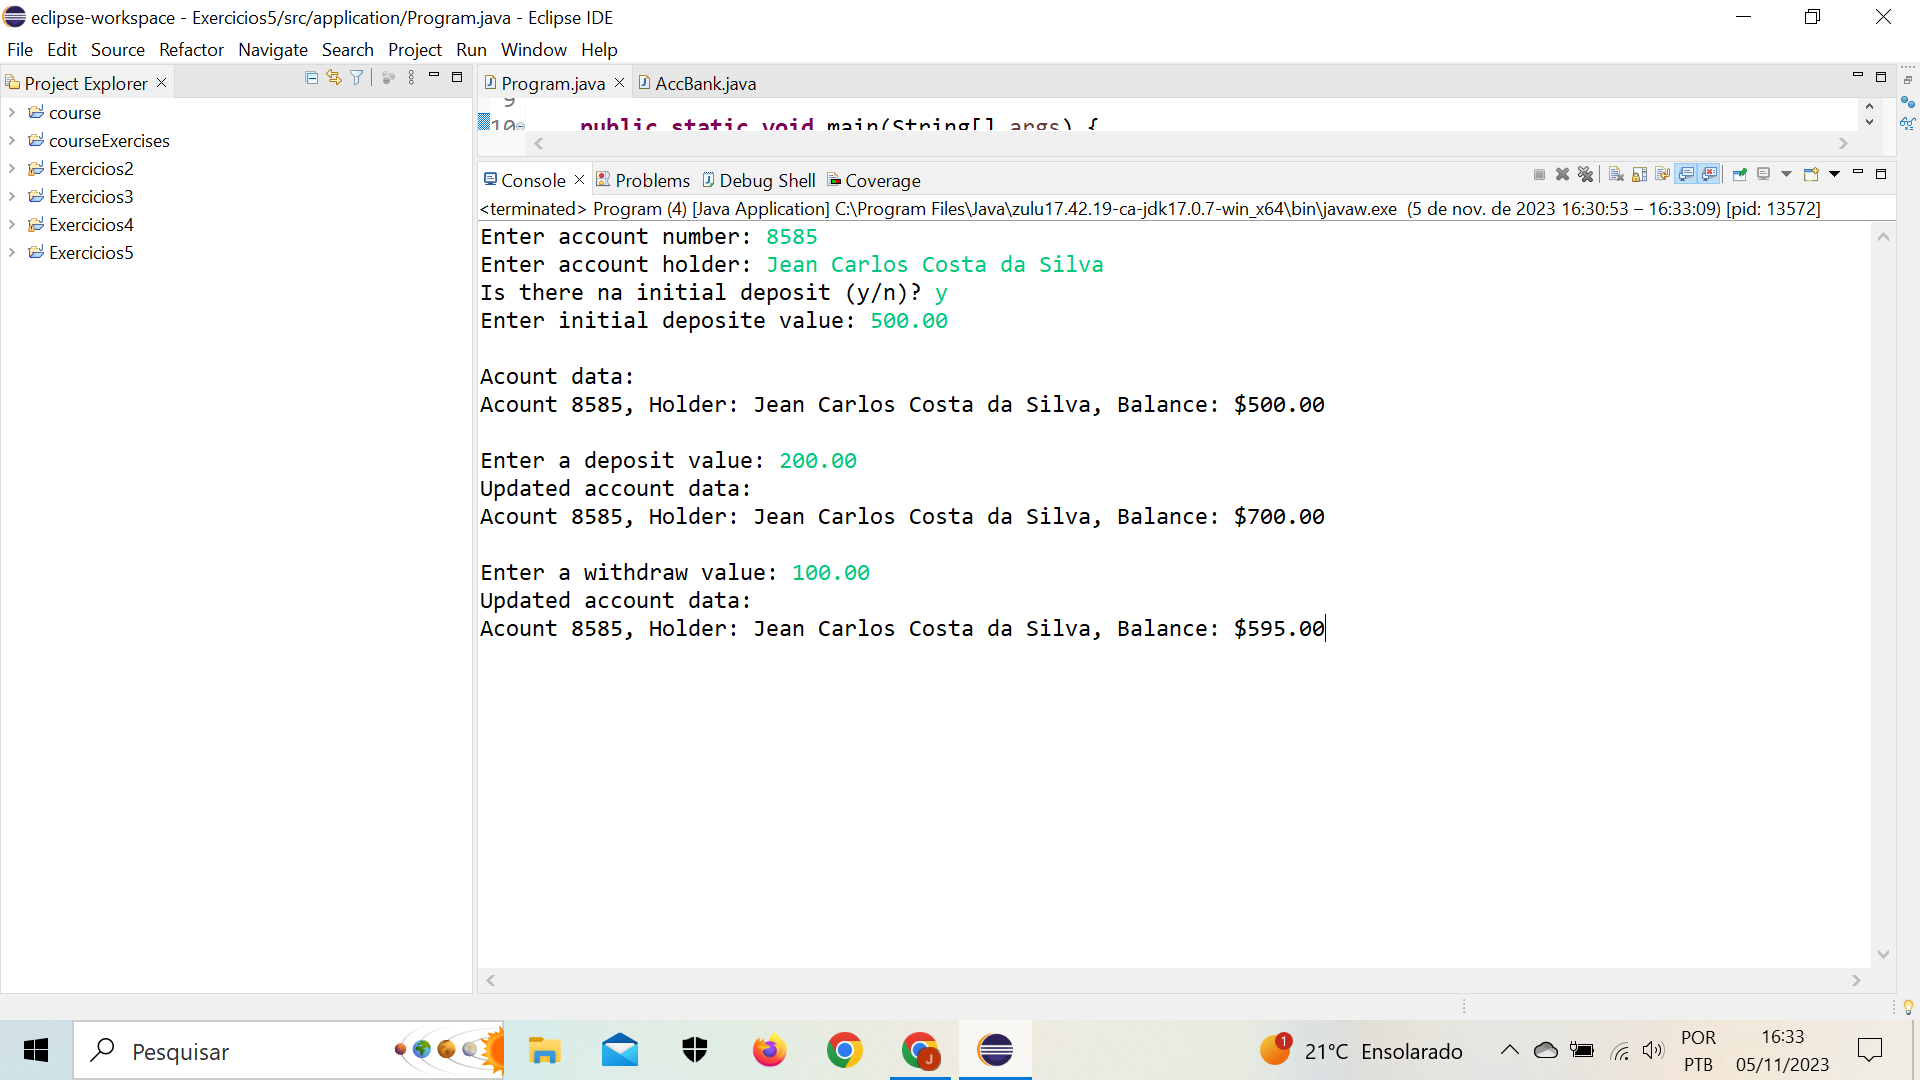 eclipse-workspace - Exercicios5/src/application/Program.java - Eclipse IDE
File Edit Source Refactor Navigate Search Project Run Window Help
Project Explorer
course
courseExercises
Exercicios2
Exercicios3
Exercicios4
Exercicios5
Program.java AccBank.java
9
10 public static void main(String[] args) {
Console Problems Debug Shell Coverage
<terminated> Program (4) [Java Application] C:\Program Files\Java\zulu17.42.19-ca-jdk17.0.7-win_x64\bin\javaw.exe (5 de nov. de 2023 16:30:53 – 16:33:09) [pid: 13572]
Enter account number: 8585
Enter account holder: Jean Carlos Costa da Silva
Is there na initial deposit (y/n)? y
Enter initial deposite value: 500.00
Acount data:
Acount 8585, Holder: Jean Carlos Costa da Silva, Balance: $500.00
Enter a deposit value: 200.00
Updated account data:
Acount 8585, Holder: Jean Carlos Costa da Silva, Balance: $700.00
Enter a withdraw value: 100.00
Updated account data:
Acount 8585, Holder: Jean Carlos Costa da Silva, Balance: $595.00
Pesquisar
J
1
21°C Ensolarado
POR
PTB
16:33
05/11/2023